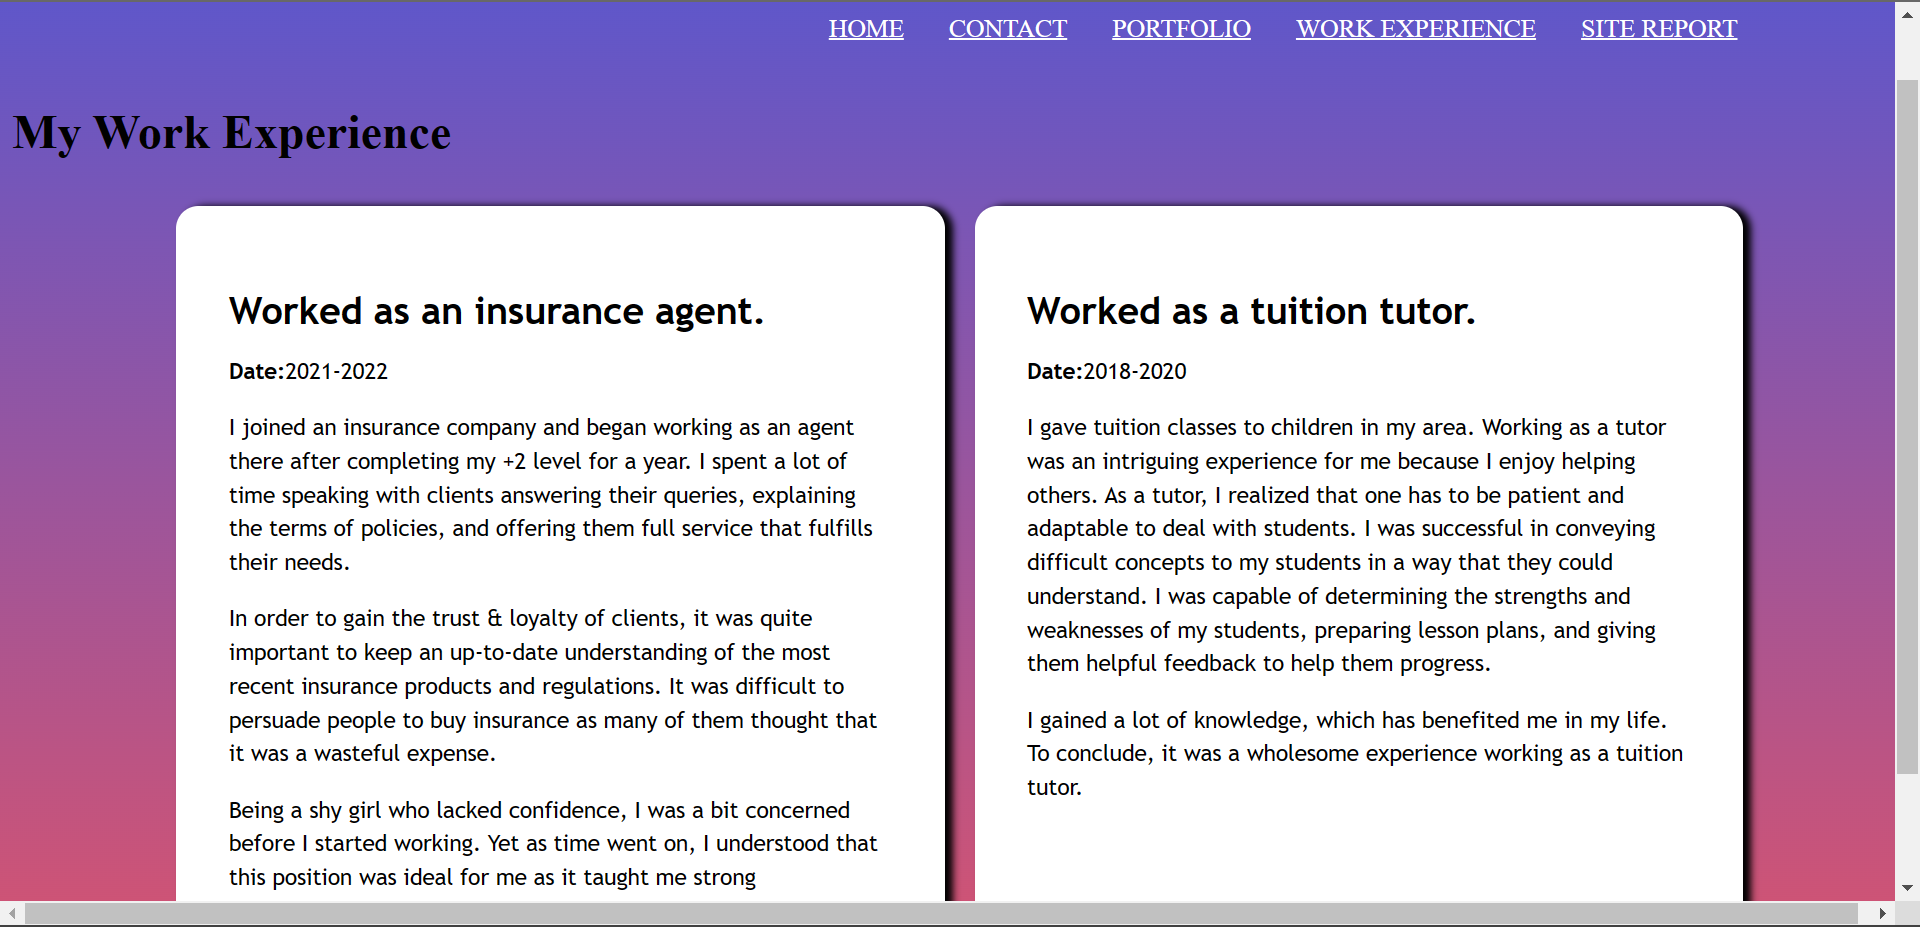 HOME CONTACT PORTFOLIO WORK EXPERIENCE SITE REPORT
My Work Experience
Worked as an insurance agent.
Date:2021-2022
I joined an insurance company and began working as an agent
there after completing my +2 level for a year. I spent a lot of
time speaking with clients answering their queries, explaining
the terms of policies, and offering them full service that fulfills
their needs.
In order to gain the trust & loyalty of clients, it was quite
important to keep an up-to-date understanding of the most
recent insurance products and regulations. It was difficult to
persuade people to buy insurance as many of them thought that
it was a wasteful expense.
Being a shy girl who lacked confidence, I was a bit concerned
before I started working. Yet as time went on, I understood that
this position was ideal for me as it taught me strong
Worked as a tuition tutor.
Date:2018-2020
I gave tuition classes to children in my area. Working as a tutor
was an intriguing experience for me because I enjoy helping
others. As a tutor, I realized that one has to be patient and
adaptable to deal with students. I was successful in conveying
difficult concepts to my students in a way that they could
understand. I was capable of determining the strengths and
weaknesses of my students, preparing lesson plans, and giving
them helpful feedback to help them progress.
I gained a lot of knowledge, which has benefited me in my life.
To conclude, it was a wholesome experience working as a tuition
tutor.